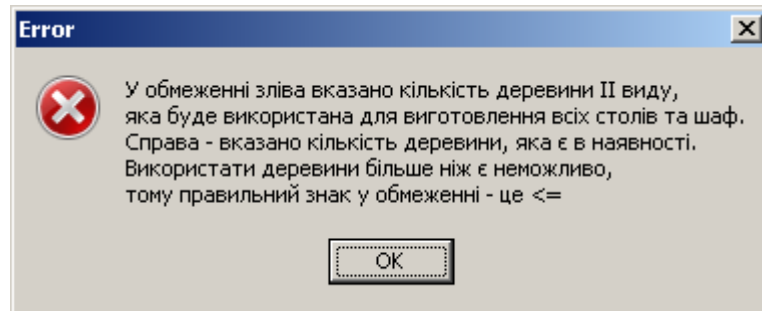 Error
У обмеженні зліва вказано кількість деревини II виду,
яка буде використана для виготовлення всіх столів та шаф.
Справа - вказано кількість деревини, яка є в наявності.
Використати деревини більше ніж є неможливо,
тому правильний знак у обмеженні - це <=
OK